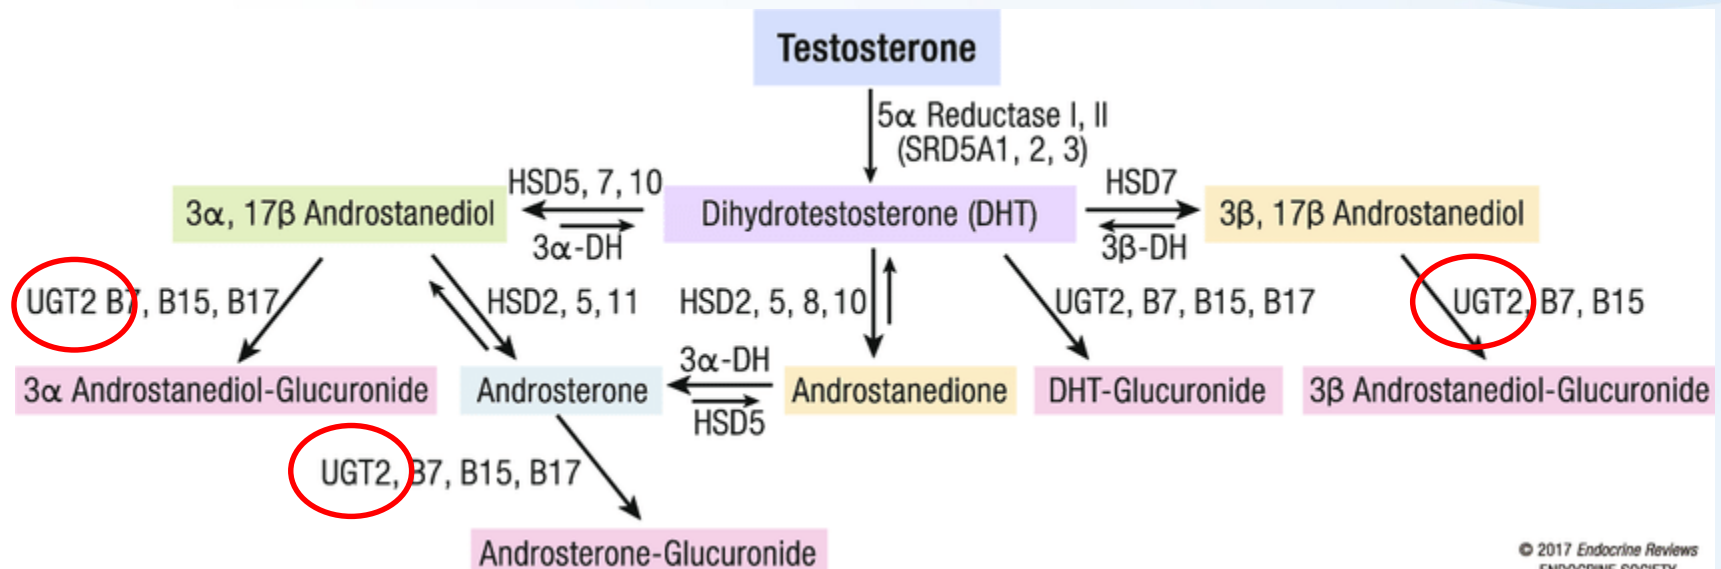 Testosterone
5α Reductase I, II
(SRD5A1, 2, 3)
HSD5, 7, 10
HSD7
3α, 17β Androstanediol
Dihydrotestosterone (DHT)
3β, 17β Androstanediol
3α-DH
3β-DH
UGT2 B7, B15, B17
HSD2, 5, 11
HSD2, 5, 8, 10
UGT2, B7, B15, B17
UGT2, B7, B15
3α-DH
3α Androstanediol-Glucuronide
Androsterone
Androstanedione
DHT-Glucuronide
3β Androstanediol-Glucuronide
HSD5
UGT2, B7, B15, B17
Androsterone-Glucuronide
© 2017 Endocrine Reviews
ENDOCRINE SOCIETY